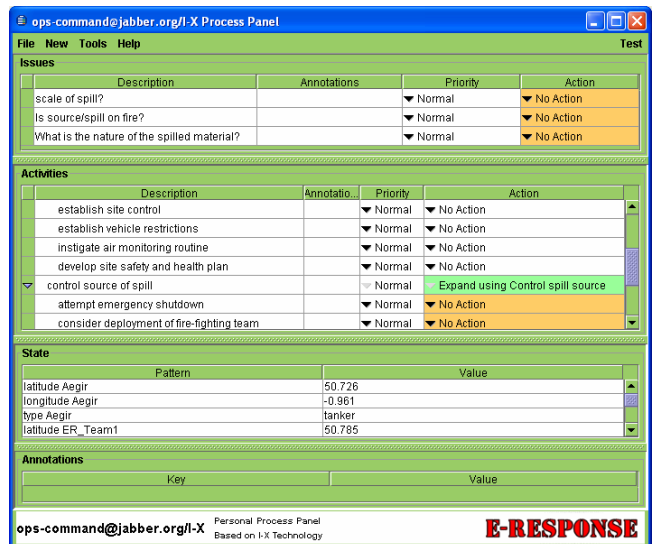 ops-command@jabber.org/I-X Process Panel
File New Tools Help Test
Issues
Description Annotations Priority Action
scale of spill? Normal No Action
Is source/spill on fire? Normal No Action
What is the nature of the spilled material? Normal No Action
Activities
Description Annotatio... Priority Action
establish site control Normal No Action
establish vehicle restrictions Normal No Action
instigate air monitoring routine Normal No Action
develop site safety and health plan Normal No Action
control source of spill Normal Expand using Control spill source
attempt emergency shutdown Normal No Action
consider deployment of fire-fighting team Normal No Action
State
Pattern Value
latitude Aegir 50.726
longitude Aegir -0.961
type Aegir tanker
latitude ER_Team1 50.785
Annotations
Key Value
ops-command@jabber.org/I-X Personal Process Panel E-RESPONSE
Based on I-X Technology